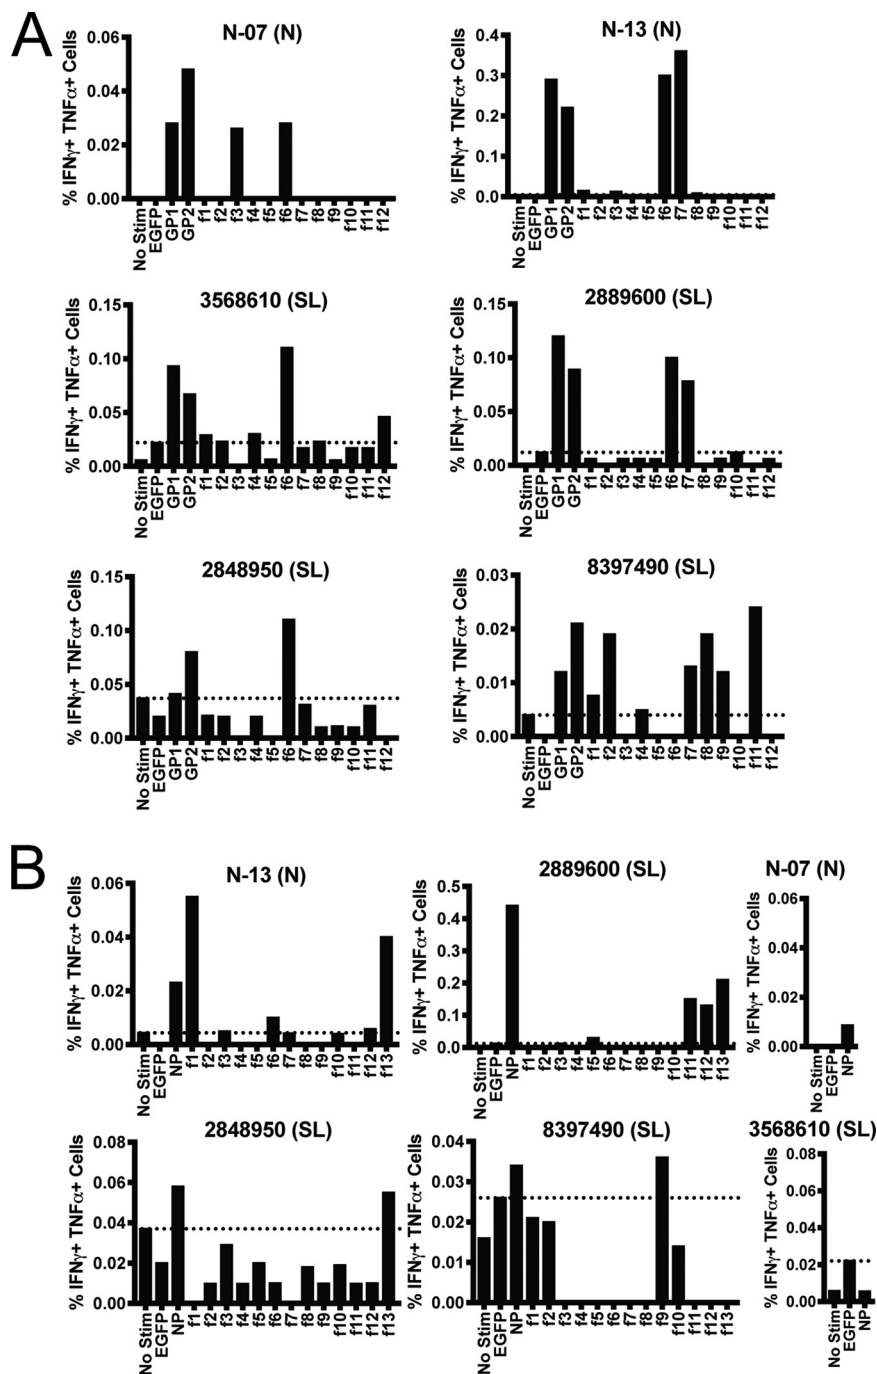 A
N-07 (N)
% IFNγ+ TNFα+ Cells
0.06
0.04
0.02
0.00
No Stim EGFP GP1 GP2 f1 f2 f3 f4 f5 f6 f7 f8 f9 f10 f11 f12
N-13 (N)
% IFNγ+ TNFα+ Cells
0.4
0.3
0.2
0.1
0.0
No Stim EGFP GP1 GP2 f1 f2 f3 f4 f5 f6 f7 f8 f9 f10 f11 f12
3568610 (SL)
% IFNγ+ TNFα+ Cells
0.15
0.10
0.05
0.00
No Stim EGFP GP1 GP2 f1 f2 f3 f4 f5 f6 f7 f8 f9 f10 f11 f12
2889600 (SL)
% IFNγ+ TNFα+ Cells
0.15
0.10
0.05
0.00
No Stim EGFP GP1 GP2 f1 f2 f3 f4 f5 f6 f7 f8 f9 f10 f11 f12
2848950 (SL)
% IFNγ+ TNFα+ Cells
0.15
0.10
0.05
0.00
No Stim EGFP GP1 GP2 f1 f2 f3 f4 f5 f6 f7 f8 f9 f10 f11 f12
8397490 (SL)
% IFNγ+ TNFα+ Cells
0.03
0.02
0.01
0.00
No Stim EGFP GP1 GP2 f1 f2 f3 f4 f5 f6 f7 f8 f9 f10 f11 f12
B
N-13 (N)
% IFNγ+ TNFα+ Cells
0.06
0.04
0.02
0.00
No Stim EGFP NP f1 f2 f3 f4 f5 f6 f7 f8 f9 f10 f11 f12 f13
2889600 (SL)
% IFNγ+ TNFα+ Cells
0.5
0.4
0.3
0.2
0.1
0.0
No Stim EGFP NP f1 f2 f3 f4 f5 f6 f7 f8 f9 f10 f11 f12 f13
N-07 (N)
% IFNγ+ TNFα+ Cells
0.06
0.04
0.02
0.00
No Stim EGFP NP
2848950 (SL)
% IFNγ+ TNFα+ Cells
0.08
0.06
0.04
0.02
0.00
No Stim EGFP NP f1 f2 f3 f4 f5 f6 f7 f8 f9 f10 f11 f12 f13
8397490 (SL)
% IFNγ+ TNFα+ Cells
0.04
0.03
0.02
0.01
0.00
No Stim EGFP NP f1 f2 f3 f4 f5 f6 f7 f8 f9 f10 f11 f12 f13
3568610 (SL)
% IFNγ+ TNFα+ Cells
0.08
0.06
0.04
0.02
0.00
No Stim EGFP NP